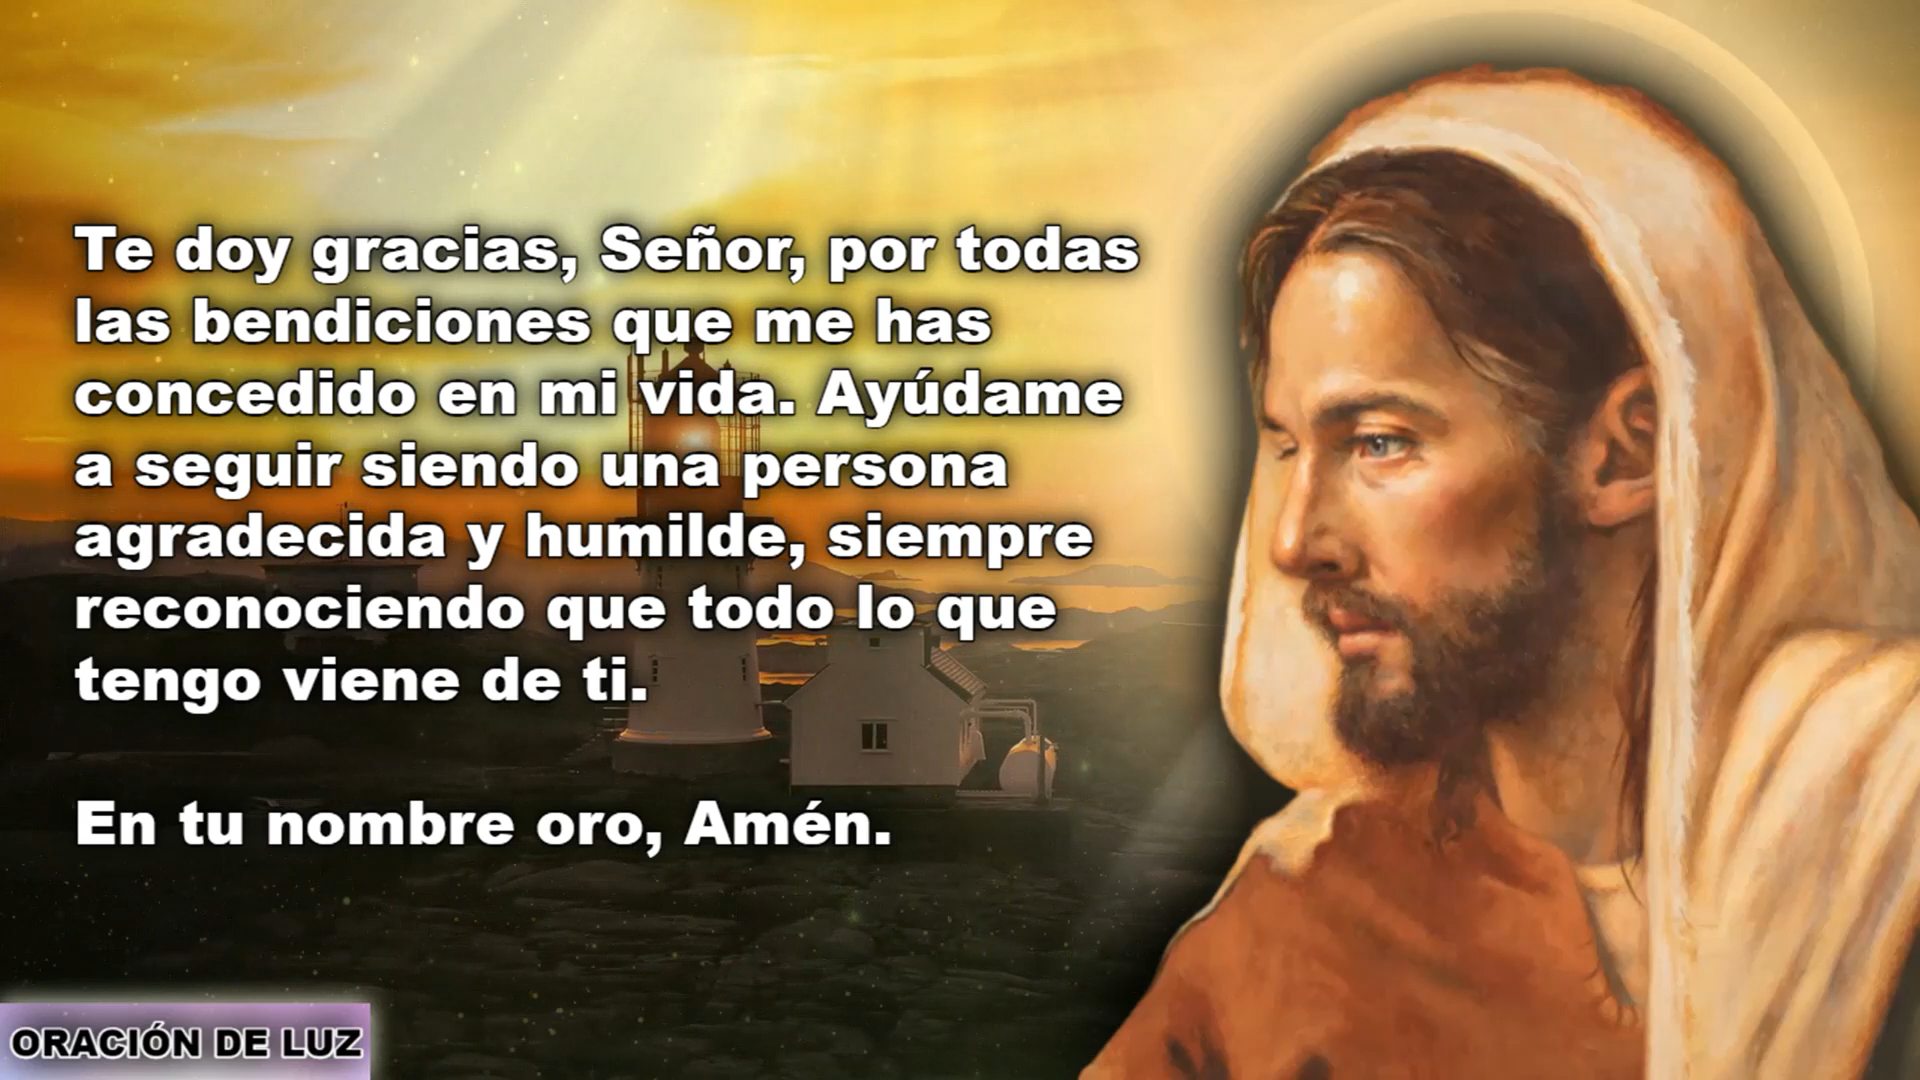 Te doy gracias, Señor, por todas
las bendiciones que me has
concedido en mi vida. Ayúdame
a seguir siendo una persona
agradecida y humilde, siempre
reconociendo que todo lo que
tengo viene de ti.
En tu nombre oro, Amén.
ORACIÓN DE LUZ